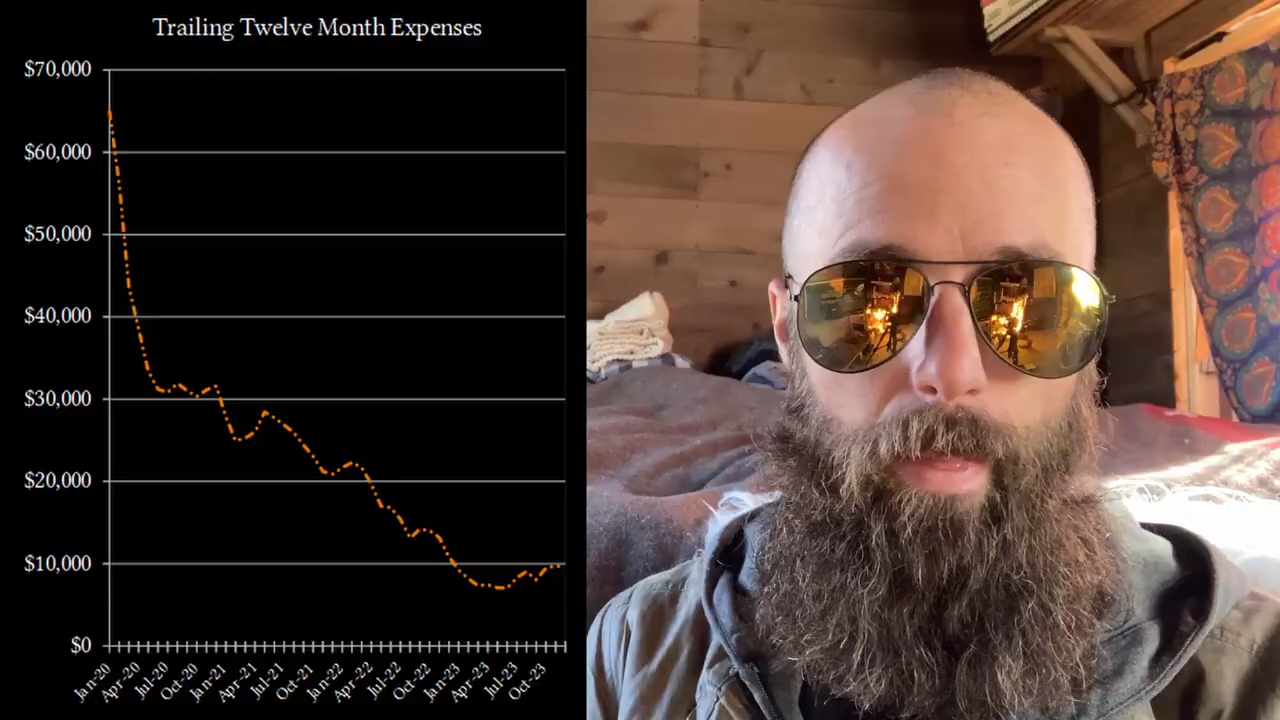 Trailing Twelve Month Expenses
$70,000
$60,000
$50,000
$40,000
$30,000
$20,000
$10,000
$0
Jan-20
Apr-20
Jul-20
Oct-20
Jan-21
Apr-21
Jul-21
Oct-21
Jan-22
Apr-22
Jul-22
Oct-22
Jan-23
Apr-23
Jul-23
Oct-23